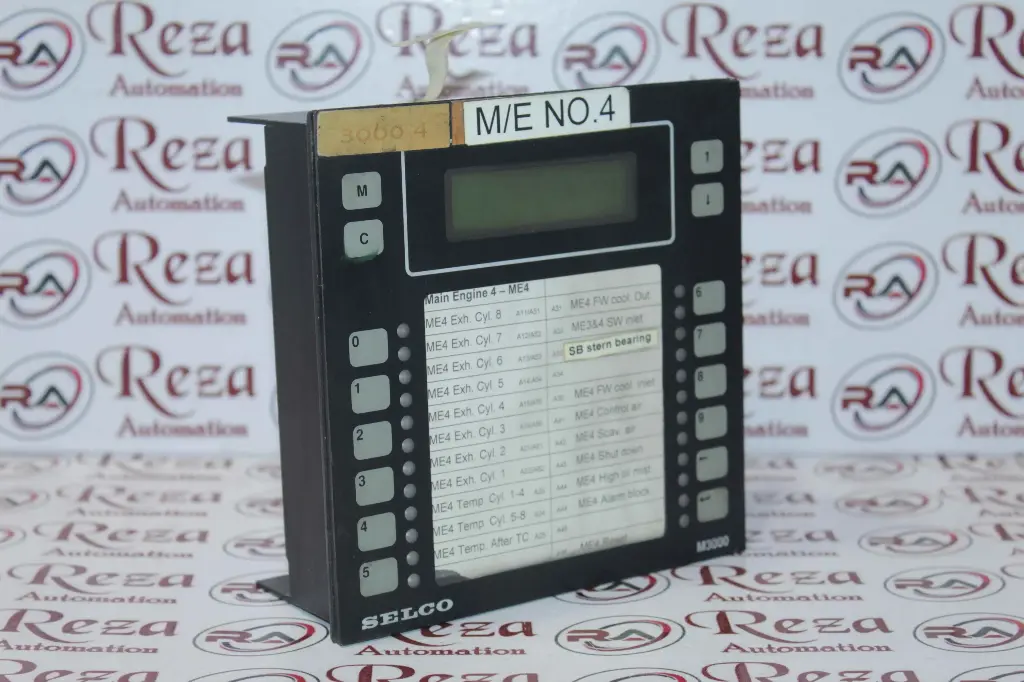 Reza Automation
RA
3000 4
M/E NO.4
M
C
↑
↓
Main Engine 4 – ME4
ME4 Exh. Cyl. 8
ME4 Exh. Cyl. 7
ME4 Exh. Cyl. 6
ME4 Exh. Cyl. 5
ME4 Exh. Cyl. 4
ME4 Exh. Cyl. 3
ME4 Exh. Cyl. 2
ME4 Exh. Cyl. 1
ME4 Temp. Cyl. 1-4
ME4 Temp. Cyl. 5-8
ME4 Temp. After TC
ME4 FW cool. Out
ME3&4 SW inlet
SB stern bearing
ME4 FW cool. inlet
ME4 Control air
ME4 Scav. air
ME4 Shut down
ME4 High oil mist
ME4 Alarm block
ME4 Reset
0
1
2
3
4
5
6
7
8
9
←
SELCO
M3000